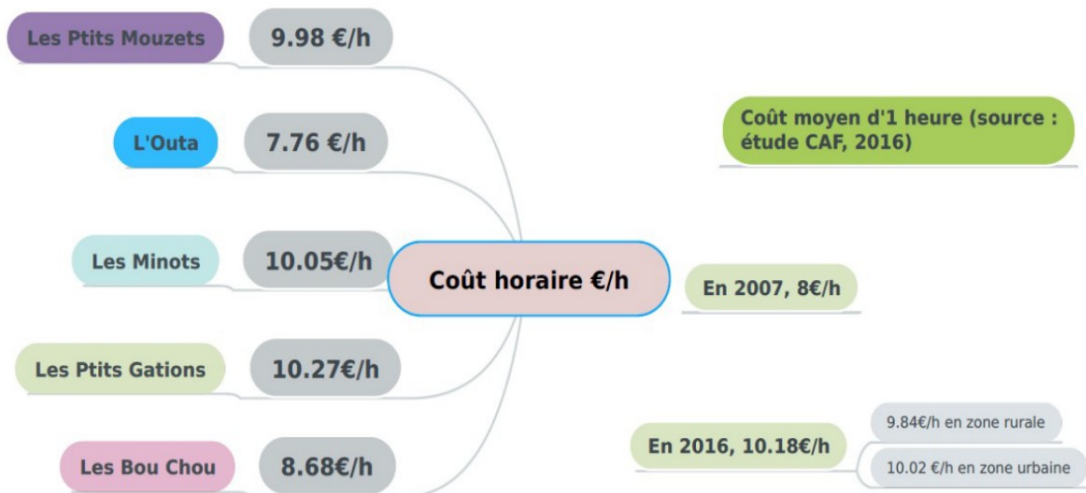 Les Ptits Mouzets
9.98 €/h
L'Outa
7.76 €/h
Les Minots
10.05€/h
Les Ptits Gations
10.27€/h
Les Bou Chou
8.68€/h
Coût horaire €/h
Coût moyen d'1 heure (source :
étude CAF, 2016)
En 2007, 8€/h
En 2016, 10.18€/h
9.84€/h en zone rurale
10.02 €/h en zone urbaine